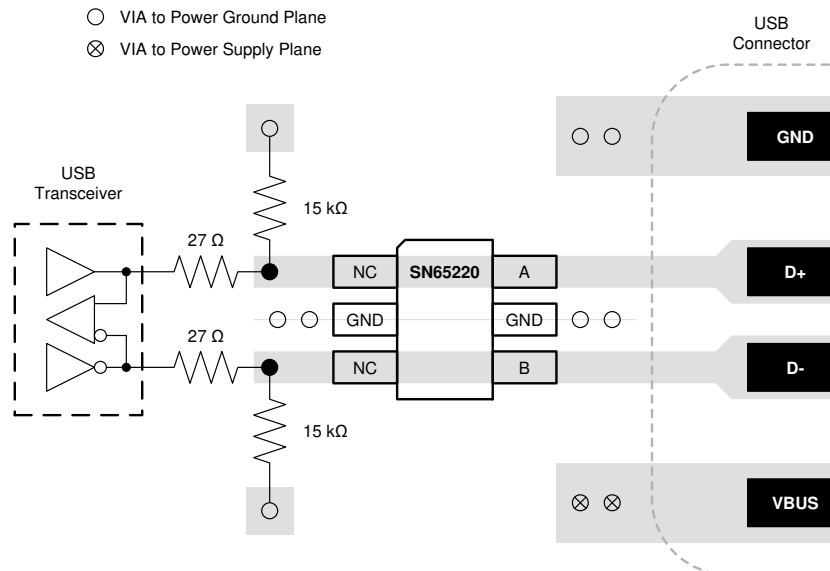 VIA to Power Ground Plane
VIA to Power Supply Plane
USB
Connector
GND
USB
Transceiver
15 kΩ
27 Ω
NC
SN65220
A
D+
GND
GND
27 Ω
NC
B
D-
15 kΩ
VBUS